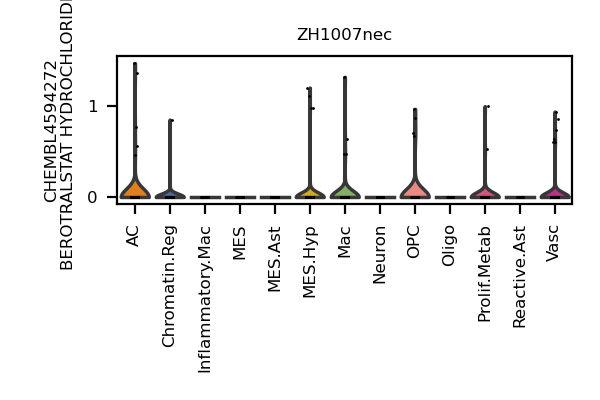 ZH1007nec
CHEMBL4594272
BEROTRALSTAT
1
0
AC
Chromatin.Reg
Inflammatory.Mac
MES
MES.Ast
MES.Hyp
Mac
Neuron
OPC
Oligo
Prolif.Metab
Reactive.Ast
Vasc